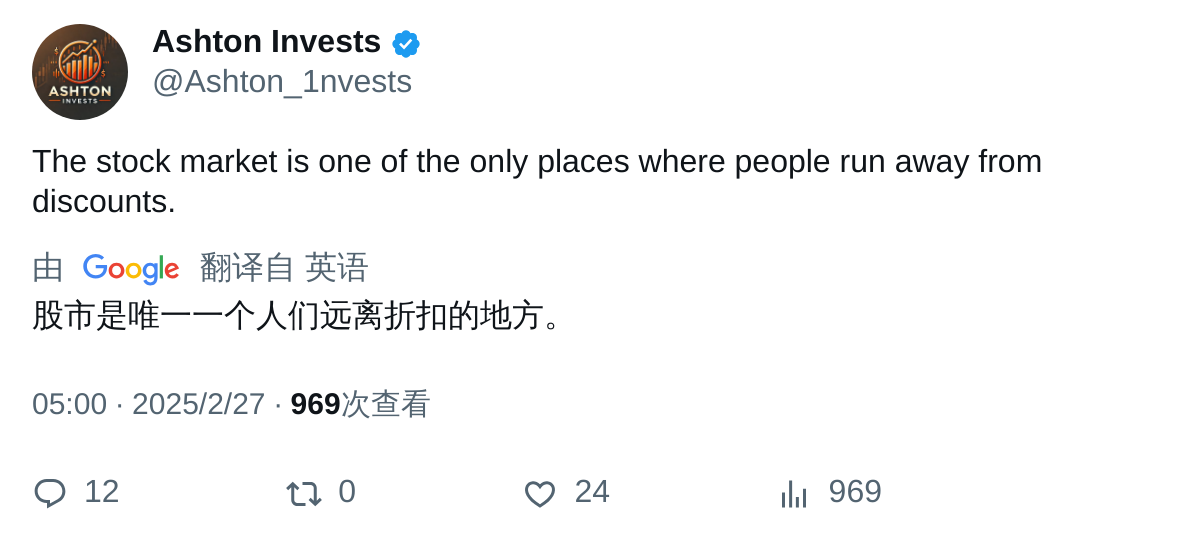 ASHTON
INVESTS
Ashton Invests
@Ashton_1nvests
The stock market is one of the only places where people run away from
discounts.
由 Google 翻译自 英语
股市是唯一一个人们远离折扣的地方。
05:00 · 2025/2/27 · 969次查看
12 0 24 969